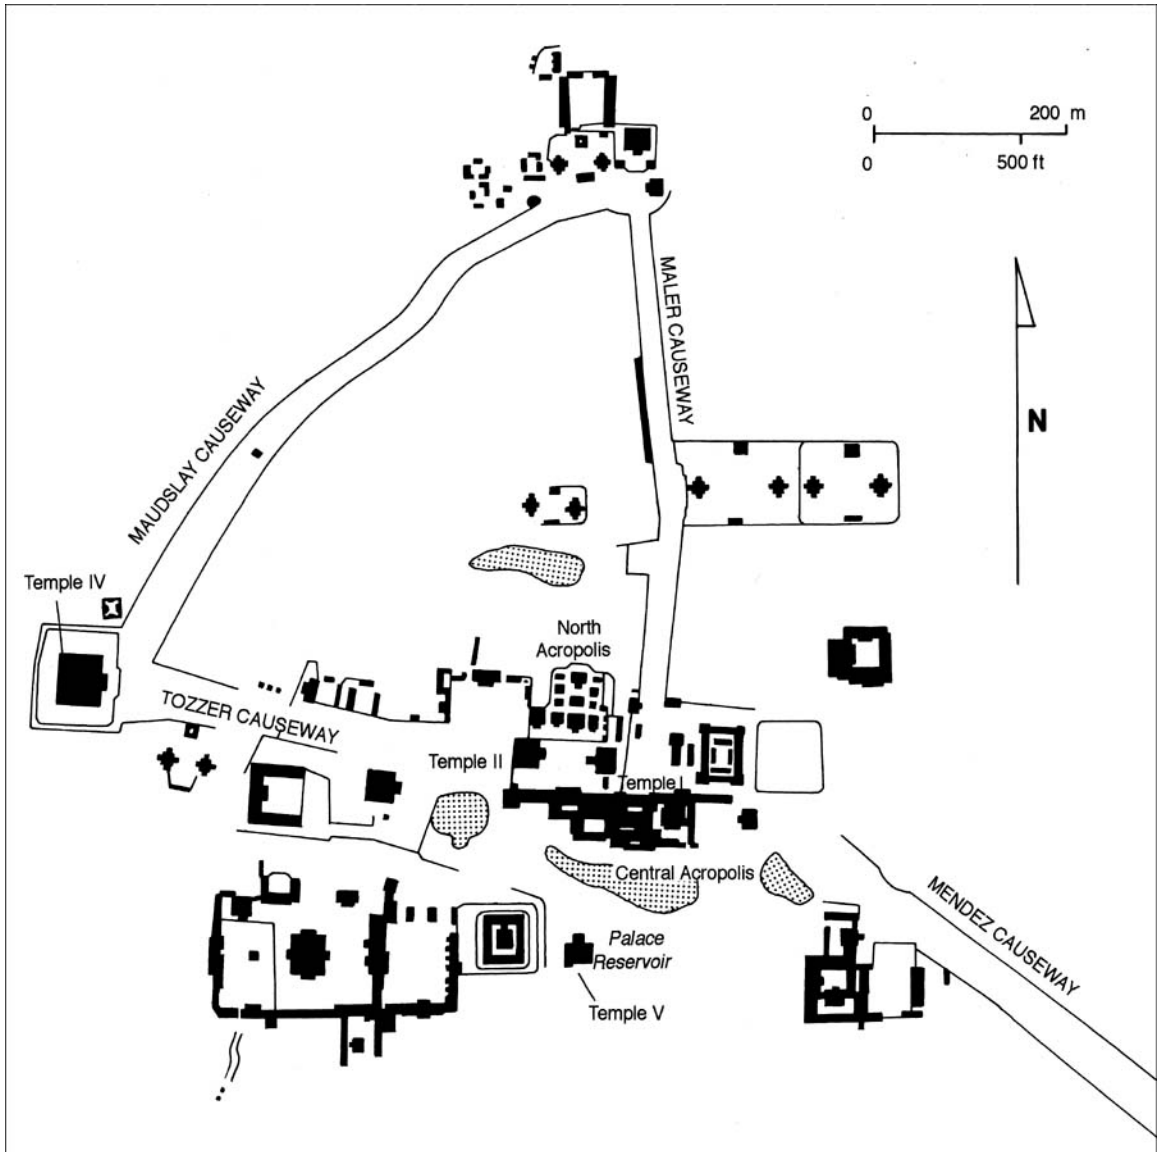 0 200 m
0 500 ft
MALER CAUSEWAY
N
MAUDSLAY CAUSEWAY
Temple IV
North
Acropolis
TOZZER CAUSEWAY
Temple II
Temple I
Central Acropolis
MENDEZ CAUSEWAY
Palace
Reservoir
Temple V